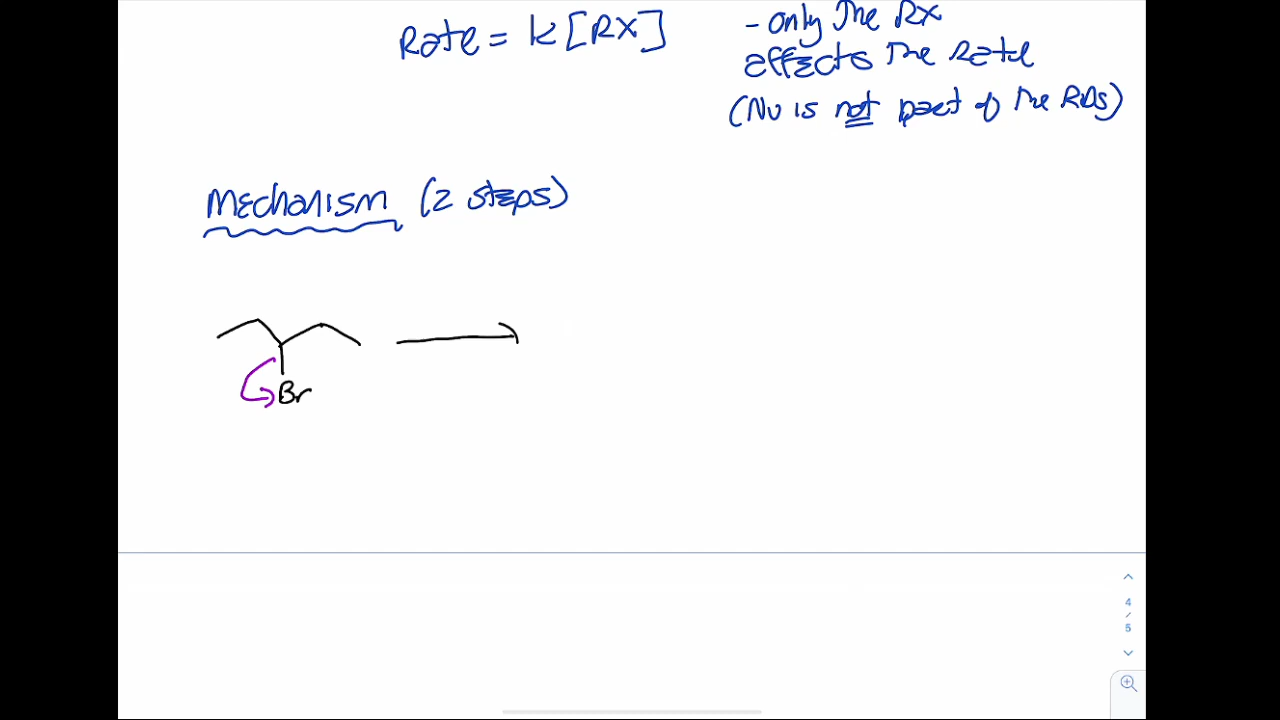 Rate = k [RX]
- only the RX
affects the Rate
(Nu is not part of the RDS)
Mechanism (2 steps)
Br
4
/
5